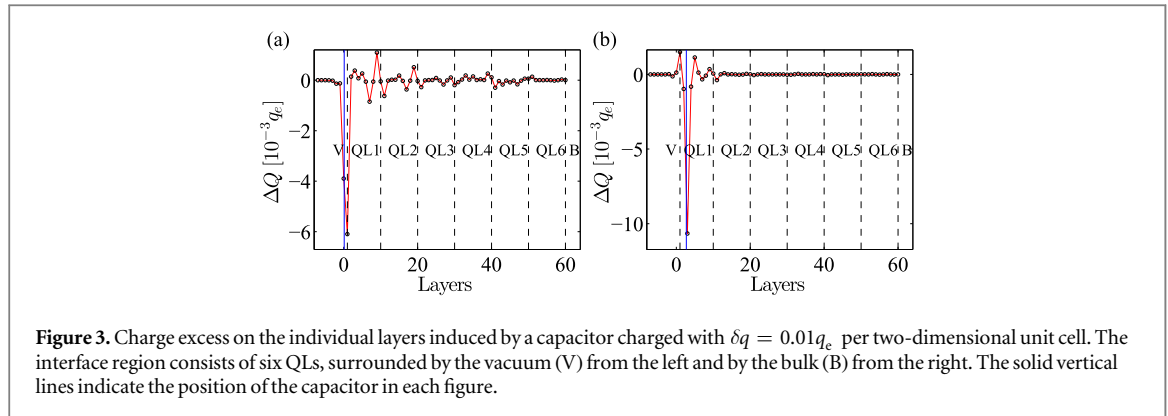 (a) (b)
0
−2
−4
−6
ΔQ [10⁻³qₑ]
V QL1 QL2 QL3 QL4 QL5 QL6 B
0 20 40 60
Layers
0
−5
−10
ΔQ [10⁻³qₑ]
V QL1 QL2 QL3 QL4 QL5 QL6 B
0 20 40 60
Layers
Figure 3. Charge excess on the individual layers induced by a capacitor charged with δq = 0.01qₑ per two-dimensional unit cell. The
interface region consists of six QLs, surrounded by the vacuum (V) from the left and by the bulk (B) from the right. The solid vertical
lines indicate the position of the capacitor in each figure.